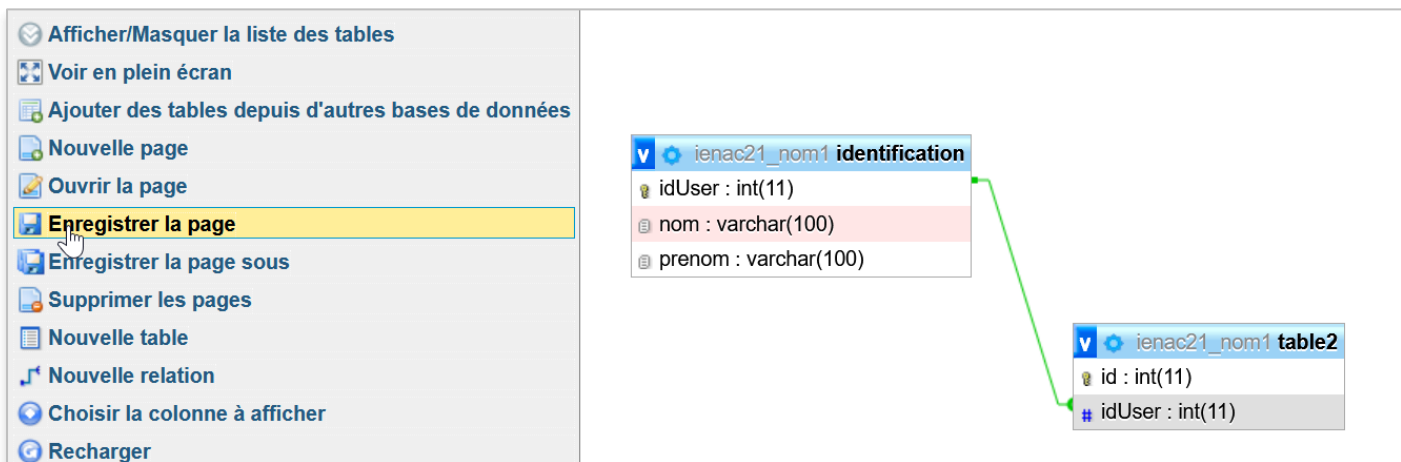 Afficher/Masquer la liste des tables
Voir en plein écran
Ajouter des tables depuis d'autres bases de données
Nouvelle page
Ouvrir la page
Enregistrer la page
Enregistrer la page sous
Supprimer les pages
Nouvelle table
Nouvelle relation
Choisir la colonne à afficher
Recharger
v ienac21_nom1 identification
idUser : int(11)
nom : varchar(100)
prenom : varchar(100)
v ienac21_nom1 table2
id : int(11)
# idUser : int(11)